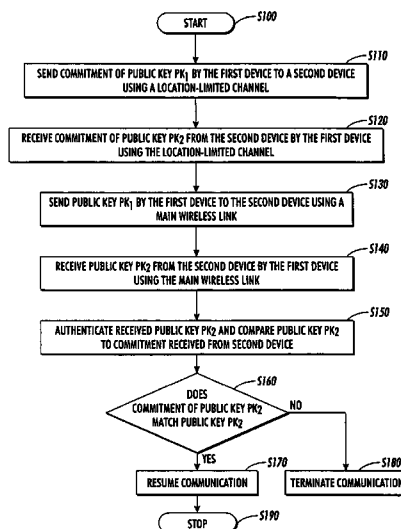 START
S100
S110
SEND COMMITMENT OF PUBLIC KEY PK1 BY THE FIRST DEVICE TO A SECOND DEVICE
USING A LOCATION-LIMITED CHANNEL
S120
RECEIVE COMMITMENT OF PUBLIC KEY PK2 FROM THE SECOND DEVICE BY THE FIRST DEVICE
USING THE LOCATION-LIMITED CHANNEL
S130
SEND PUBLIC KEY PK1 BY THE FIRST DEVICE TO THE SECOND DEVICE USING A
MAIN WIRELESS LINK
S140
RECEIVE PUBLIC KEY PK2 FROM THE SECOND DEVICE BY THE FIRST DEVICE
USING THE MAIN WIRELESS LINK
S150
AUTHENTICATE RECEIVED PUBLIC KEY PK2 AND COMPARE PUBLIC KEY PK2
TO COMMITMENT RECEIVED FROM SECOND DEVICE
S160
DOES
COMMITMENT OF PUBLIC KEY PK2
MATCH PUBLIC KEY PK2
NO
YES
S170
S180
RESUME COMMUNICATION
TERMINATE COMMUNICATION
STOP
S190